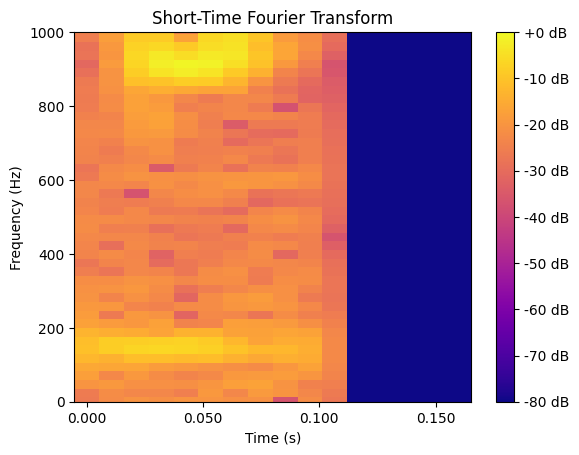 Short-Time Fourier Transform
1000
800
600
400
200
0
Frequency (Hz)
0.000
0.050
0.100
0.150
Time (s)
+0 dB
-10 dB
-20 dB
-30 dB
-40 dB
-50 dB
-60 dB
-70 dB
-80 dB